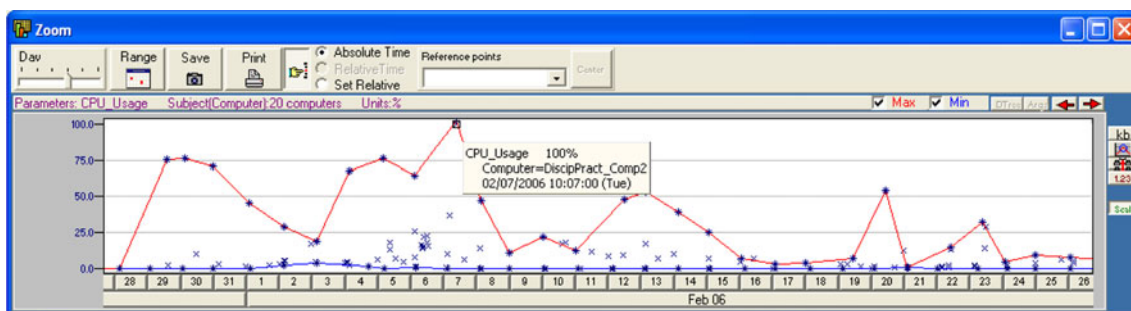 Zoom
Day Range Save Print Absolute Time Reference points
RelativeTime Center
Set Relative
Parameters: CPU_Usage Subject(Computer):20 computers Units:% Max Min
100.0
kb
CPU_Usage 100%
75.0
Computer=DiscipPract_Comp2
02/07/2006 10:07:00 (Tue)
1.23
50.0
25.0
0.0
28 29 30 31 1 2 3 4 5 6 7 8 9 10 11 12 13 14 15 16 17 18 19 20 21 22 23 24 25 26
Feb 06